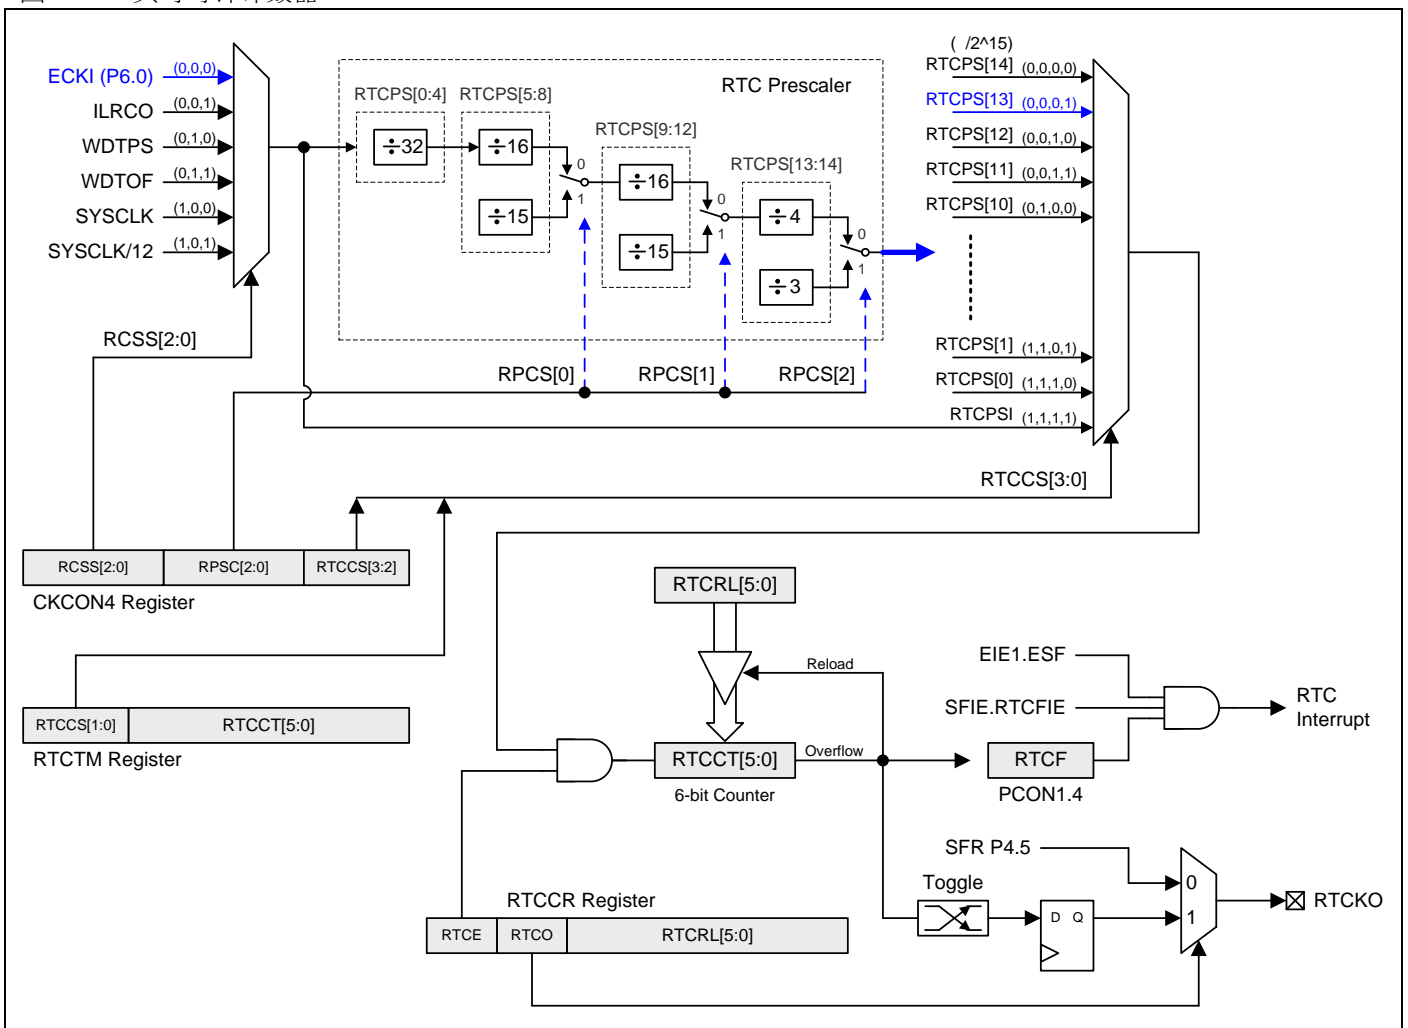 ECKI (P6.0) (0,0,0)
ILRCO (0,0,1)
WDTPS (0,1,0)
WDTOF (0,1,1)
SYSCLK (1,0,0)
SYSCLK/12 (1,0,1)
RCSS[2:0]
RTC Prescaler
RTCPS[0:4]
÷32
RTCPS[5:8]
÷16
÷15
0
1
RTCPS[9:12]
÷16
÷15
0
1
RTCPS[13:14]
÷4
÷3
0
1
RPCS[0]
RPCS[1]
RPCS[2]
( /2^15)
RTCPS[14] (0,0,0,0)
RTCPS[13] (0,0,0,1)
RTCPS[12] (0,0,1,0)
RTCPS[11] (0,0,1,1)
RTCPS[10] (0,1,0,0)
RTCPS[1] (1,1,0,1)
RTCPS[0] (1,1,1,0)
RTCPSI (1,1,1,1)
RTCCS[3:0]
RCSS[2:0] RPSC[2:0] RTCCS[3:2]
CKCON4 Register
RTCCS[1:0] RTCCT[5:0]
RTCTM Register
RTCRL[5:0]
Reload
RTCCT[5:0]
Overflow
6-bit Counter
EIE1.ESF
SFIE.RTCFIE
RTCF
PCON1.4
RTC
Interrupt
SFR P4.5
Toggle
D Q
0
1
RTCKO
RTCCR Register
RTCE RTCO RTCRL[5:0]